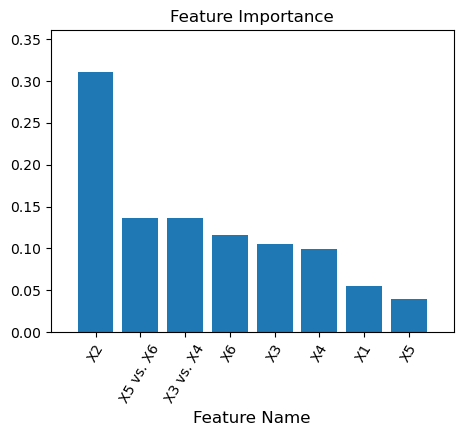 Feature Importance
0.35
0.30
0.25
0.20
0.15
0.10
0.05
0.00
X2
X5 vs. X6
X3 vs. X4
X6
X3
X4
X1
X5
Feature Name